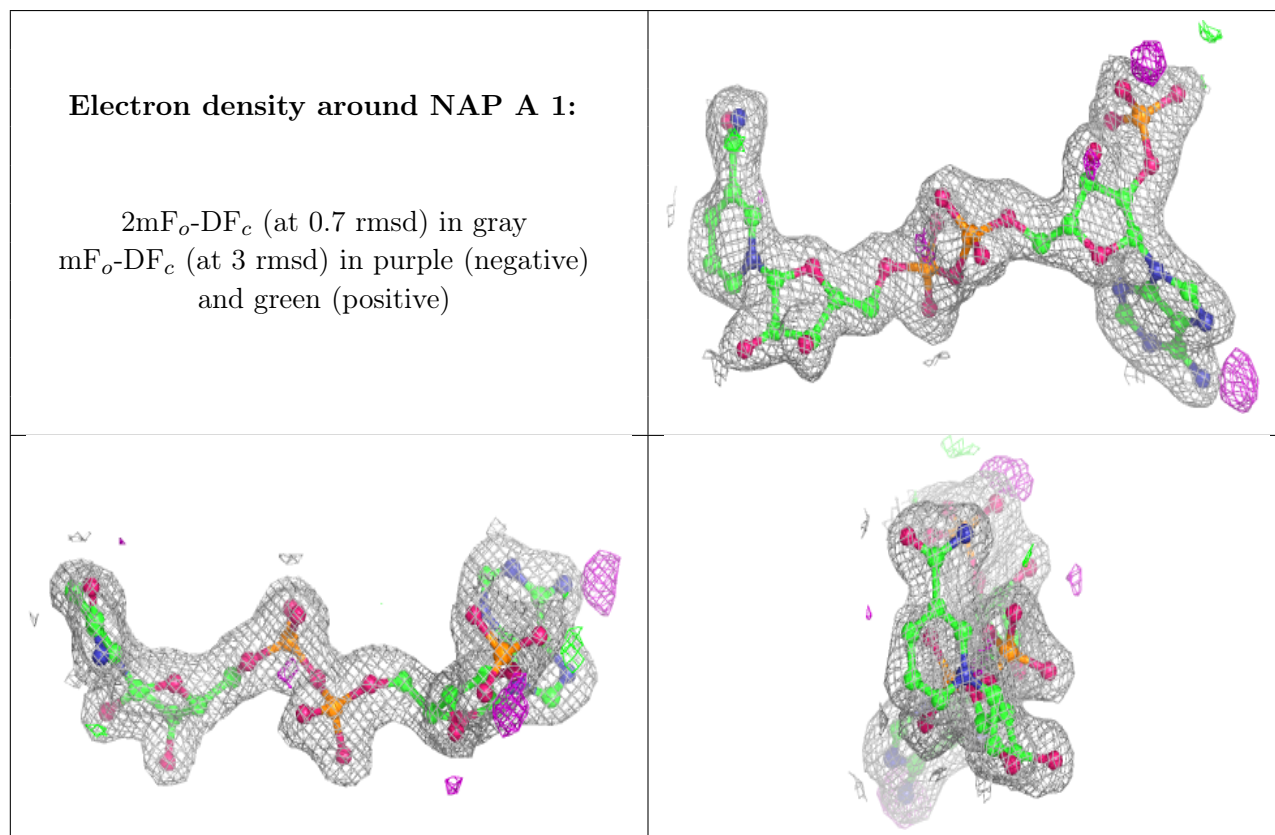 Electron density around NAP A 1:
2mFo-DFc (at 0.7 rmsd) in gray
mFo-DFc (at 3 rmsd) in purple (negative)
and green (positive)